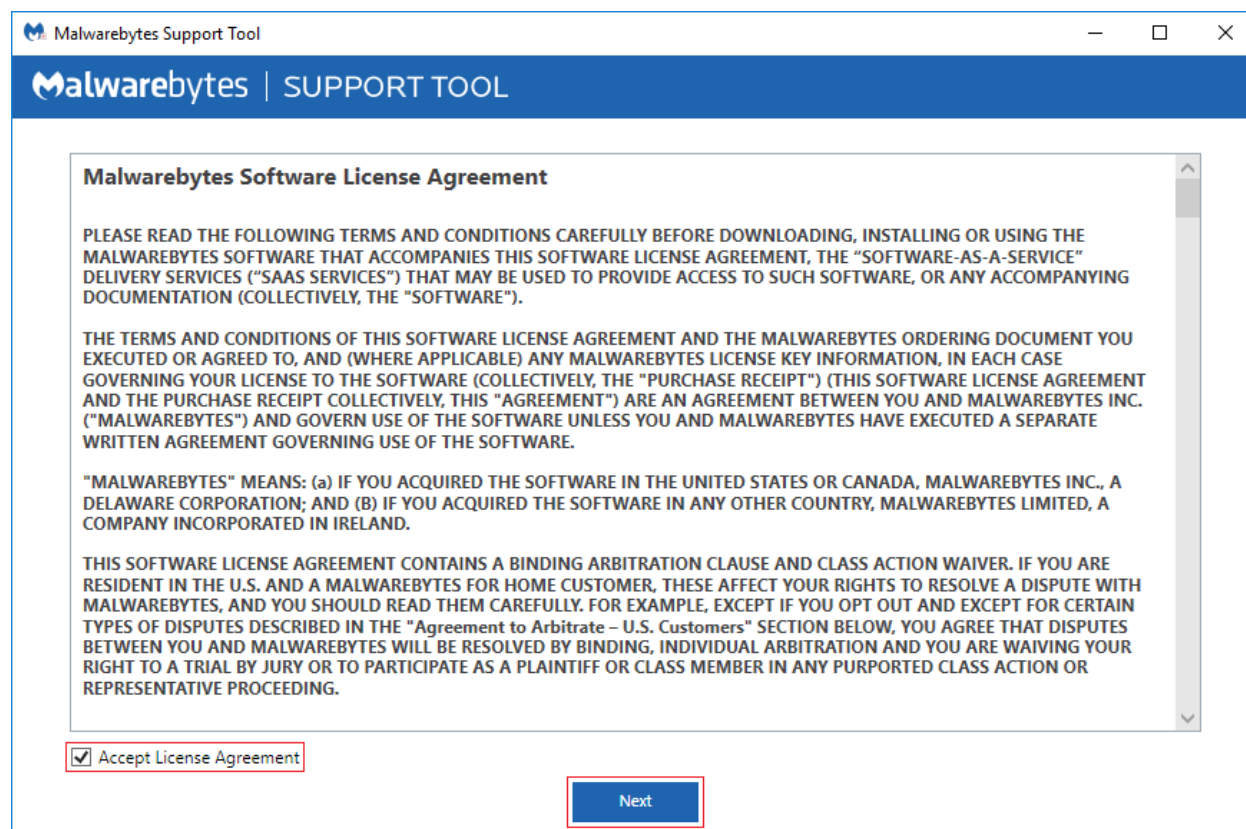 Malwarebytes Support Tool
Malwarebytes | SUPPORT TOOL
Malwarebytes Software License Agreement
PLEASE READ THE FOLLOWING TERMS AND CONDITIONS CAREFULLY BEFORE DOWNLOADING, INSTALLING OR USING THE
MALWAREBYTES SOFTWARE THAT ACCOMPANIES THIS SOFTWARE LICENSE AGREEMENT, THE “SOFTWARE-AS-A-SERVICE”
DELIVERY SERVICES (“SAAS SERVICES”) THAT MAY BE USED TO PROVIDE ACCESS TO SUCH SOFTWARE, OR ANY ACCOMPANYING
DOCUMENTATION (COLLECTIVELY, THE "SOFTWARE").
THE TERMS AND CONDITIONS OF THIS SOFTWARE LICENSE AGREEMENT AND THE MALWAREBYTES ORDERING DOCUMENT YOU
EXECUTED OR AGREED TO, AND (WHERE APPLICABLE) ANY MALWAREBYTES LICENSE KEY INFORMATION, IN EACH CASE
GOVERNING YOUR LICENSE TO THE SOFTWARE (COLLECTIVELY, THE "PURCHASE RECEIPT") (THIS SOFTWARE LICENSE AGREEMENT
AND THE PURCHASE RECEIPT COLLECTIVELY, THIS "AGREEMENT") ARE AN AGREEMENT BETWEEN YOU AND MALWAREBYTES INC.
("MALWAREBYTES") AND GOVERN USE OF THE SOFTWARE UNLESS YOU AND MALWAREBYTES HAVE EXECUTED A SEPARATE
WRITTEN AGREEMENT GOVERNING USE OF THE SOFTWARE.
"MALWAREBYTES" MEANS: (a) IF YOU ACQUIRED THE SOFTWARE IN THE UNITED STATES OR CANADA, MALWAREBYTES INC., A
DELAWARE CORPORATION; AND (B) IF YOU ACQUIRED THE SOFTWARE IN ANY OTHER COUNTRY, MALWAREBYTES LIMITED, A
COMPANY INCORPORATED IN IRELAND.
THIS SOFTWARE LICENSE AGREEMENT CONTAINS A BINDING ARBITRATION CLAUSE AND CLASS ACTION WAIVER. IF YOU ARE
RESIDENT IN THE U.S. AND A MALWAREBYTES FOR HOME CUSTOMER, THESE AFFECT YOUR RIGHTS TO RESOLVE A DISPUTE WITH
MALWAREBYTES, AND YOU SHOULD READ THEM CAREFULLY. FOR EXAMPLE, EXCEPT IF YOU OPT OUT AND EXCEPT FOR CERTAIN
TYPES OF DISPUTES DESCRIBED IN THE "Agreement to Arbitrate – U.S. Customers" SECTION BELOW, YOU AGREE THAT DISPUTES
BETWEEN YOU AND MALWAREBYTES WILL BE RESOLVED BY BINDING, INDIVIDUAL ARBITRATION AND YOU ARE WAIVING YOUR
RIGHT TO A TRIAL BY JURY OR TO PARTICIPATE AS A PLAINTIFF OR CLASS MEMBER IN ANY PURPORTED CLASS ACTION OR
REPRESENTATIVE PROCEEDING.
Accept License Agreement
Next